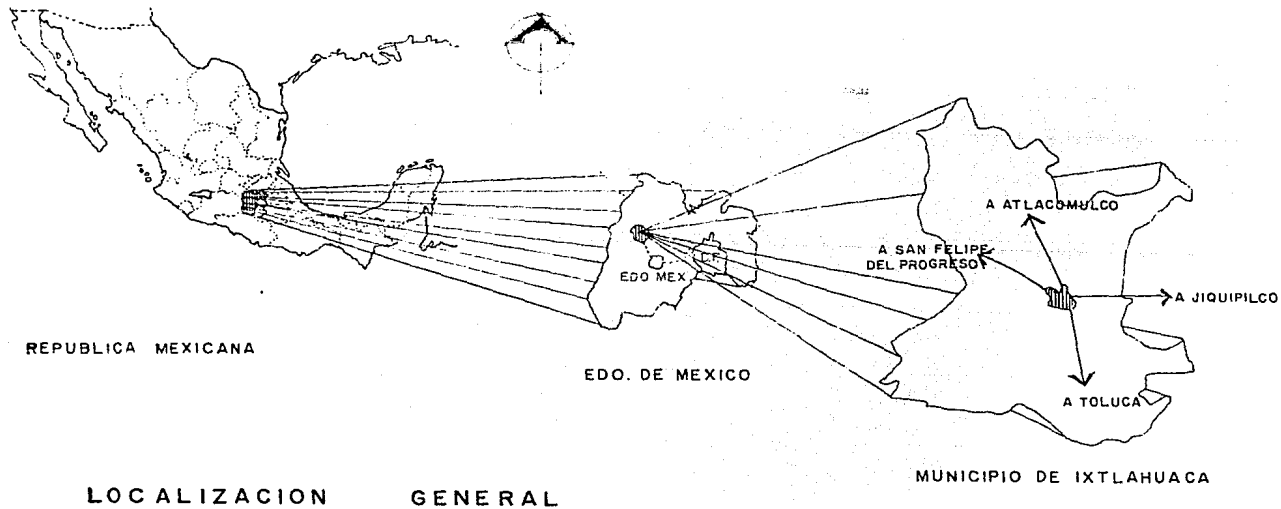 A ATLACOMULCO
A SAN FELIPE
DEL PROGRESO
A JIQUIPILCO
EDO MEX
D.F.
REPUBLICA MEXICANA
EDO. DE MEXICO
A TOLUCA
MUNICIPIO DE IXTLAHUACA
LOCALIZACION GENERAL